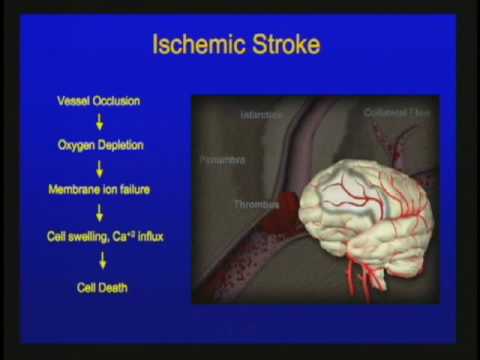 Ischemic Stroke
Vessel Occlusion
Oxygen Depletion
Membrane ion failure
Cell swelling, Ca⁺² influx
Cell Death
Infarction
Collateral Flow
Penumbra
Thrombus